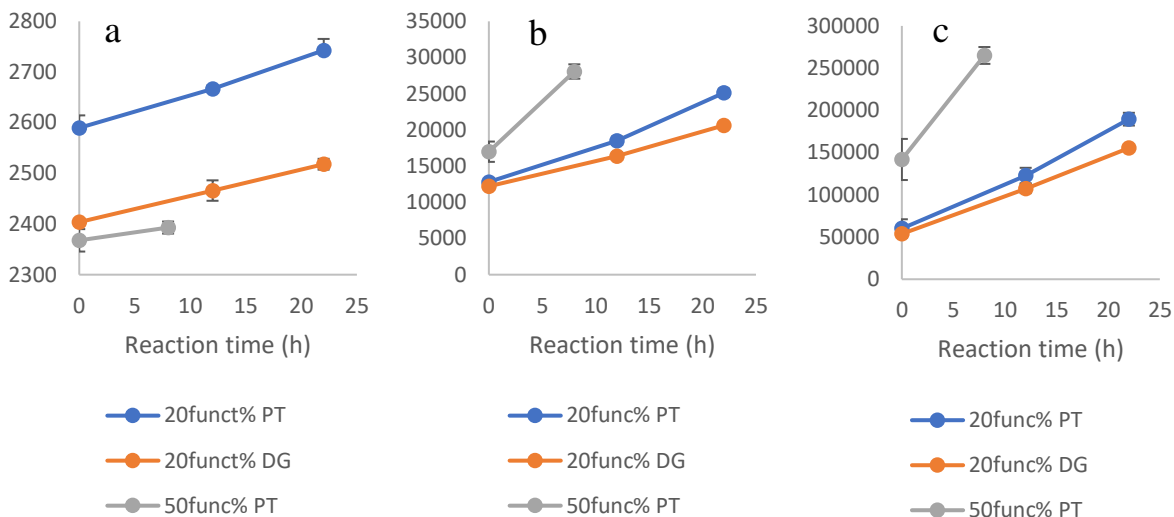 a
2800
2700
2600
2500
2400
2300
0 5 10 15 20 25
Reaction time (h)
20funct% PT
20funct% DG
50func% PT
b
35000
30000
25000
20000
15000
10000
5000
0
0 5 10 15 20 25
Reaction time (h)
20func% PT
20func% DG
50func% PT
c
300000
250000
200000
150000
100000
50000
0
0 5 10 15 20 25
Reaction time (h)
20func% PT
20func% DG
50func% PT